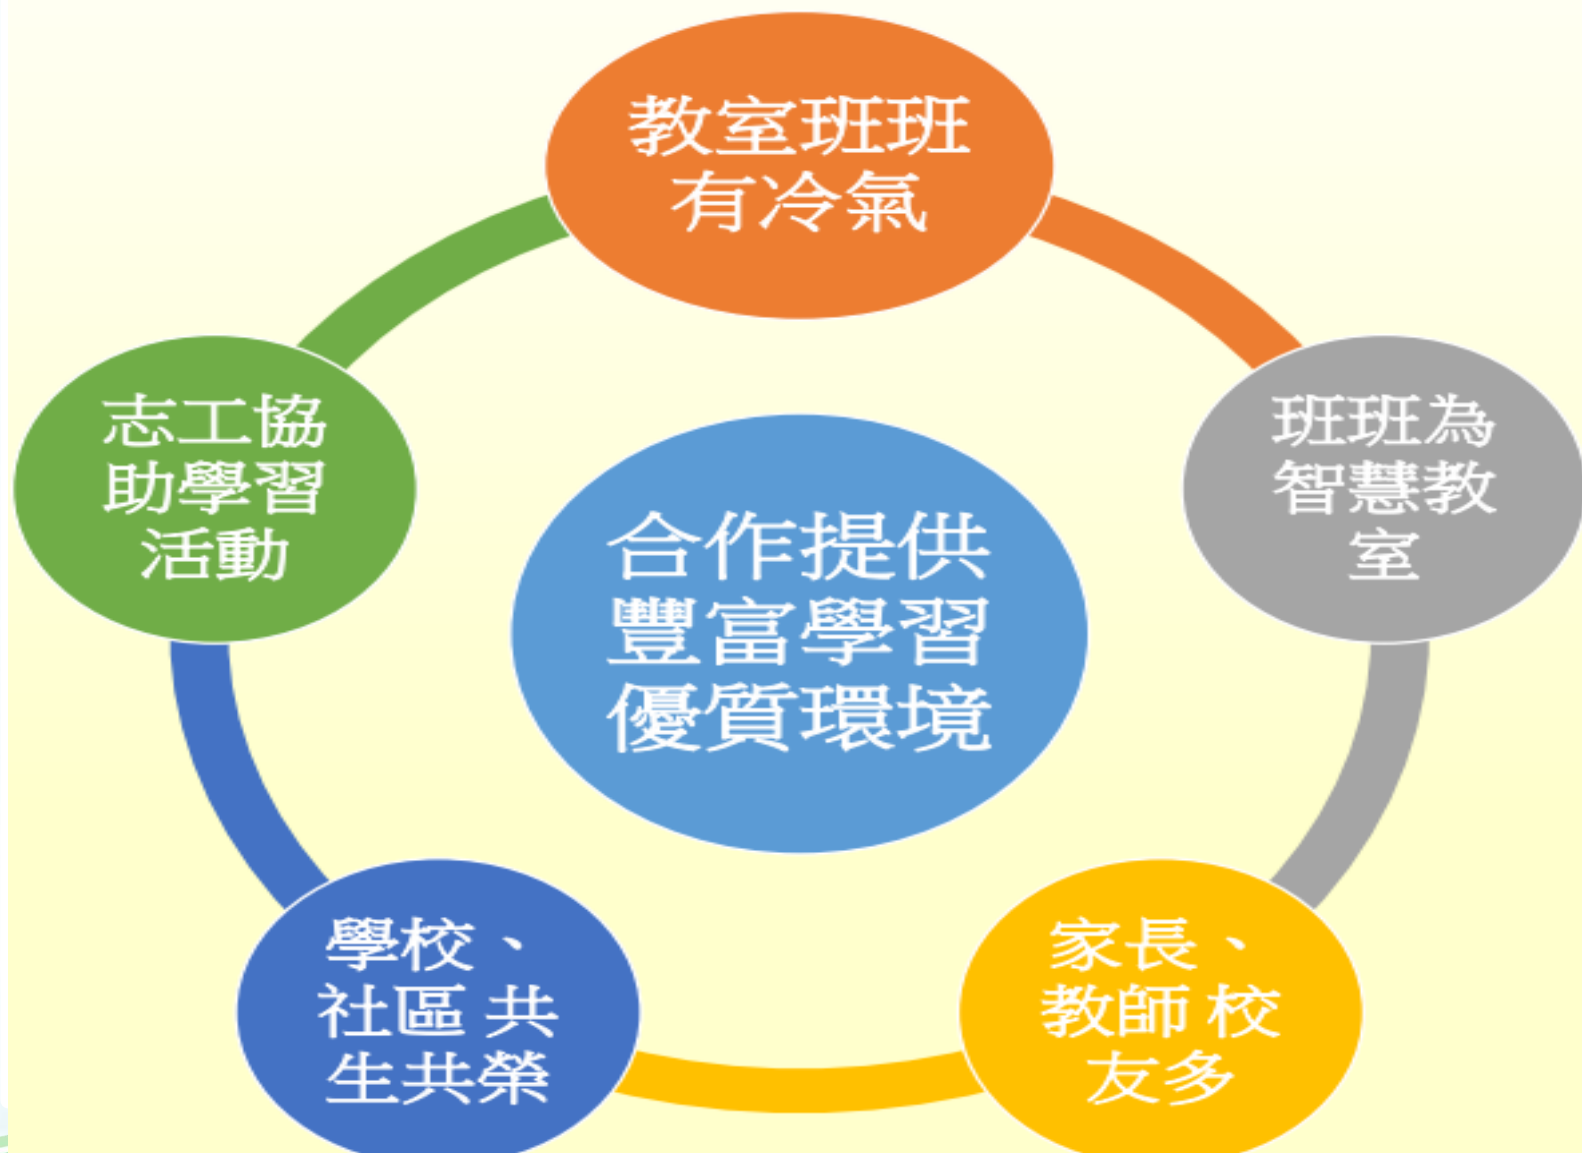 教室班班
有冷氣
班班為
智慧教
室
家長、
教師 校
友多
學校、
社區 共
生共榮
志工協
助學習
活動
合作提供
豐富學習
優質環境